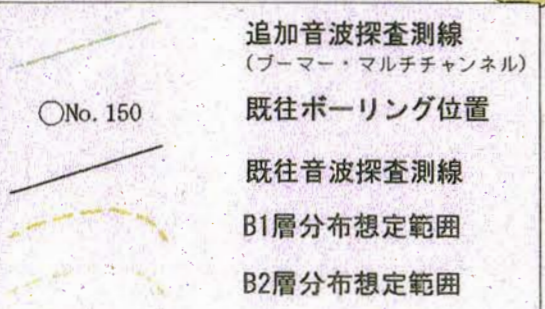 追加音波探査測線
(ブーマー・マルチチャンネル)
○No. 150 既往ボーリング位置
既往音波探査測線
B1層分布想定範囲
B2層分布想定範囲